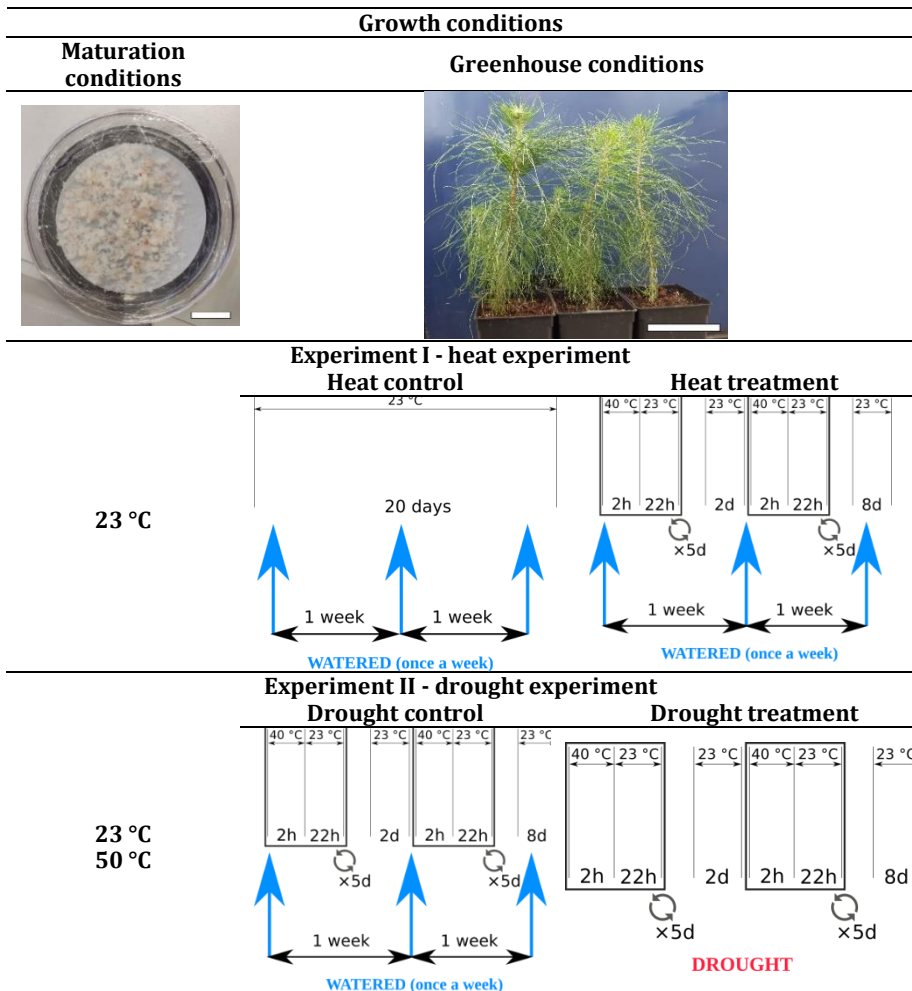 Growth conditions
Maturation
conditions
Greenhouse conditions
Experiment I - heat experiment
Heat control
Heat treatment
23 °C
23 °C
20 days
1 week
1 week
WATERED (once a week)
40 °C 23 °C 23 °C 40 °C 23 °C 23 °C
2h 22h 2d 2h 22h 8d
×5d ×5d
1 week
1 week
WATERED (once a week)
Experiment II - drought experiment
Drought control
Drought treatment
23 °C
50 °C
40 °C 23 °C 23 °C 40 °C 23 °C 23 °C
2h 22h 2d 2h 22h 8d
×5d ×5d
1 week
1 week
WATERED (once a week)
40 °C 23 °C 23 °C 40 °C 23 °C 23 °C
2h 22h 2d 2h 22h 8d
×5d ×5d
DROUGHT